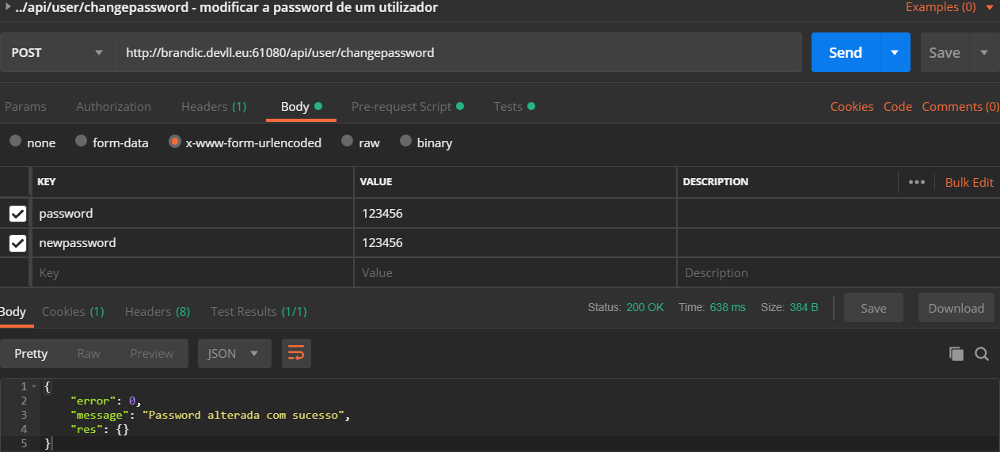 ../api/user/changepassword - modificar a password de um utilizador
Examples (0)
POST
http://brandic.devll.eu:61080/api/user/changepassword
Send
Save
Params
Authorization
Headers (1)
Body
Pre-request Script
Tests
Cookies
Code
Comments (0)
none
form-data
x-www-form-urlencoded
raw
binary
KEY
VALUE
DESCRIPTION
Bulk Edit
password
123456
newpassword
123456
Key
Value
Description
Body
Cookies (1)
Headers (8)
Test Results (1/1)
Status: 200 OK
Time: 638 ms
Size: 384 B
Save
Download
Pretty
Raw
Preview
JSON
1 {
2 "error": 0,
3 "message": "Password alterada com sucesso",
4 "res": {}
5 }